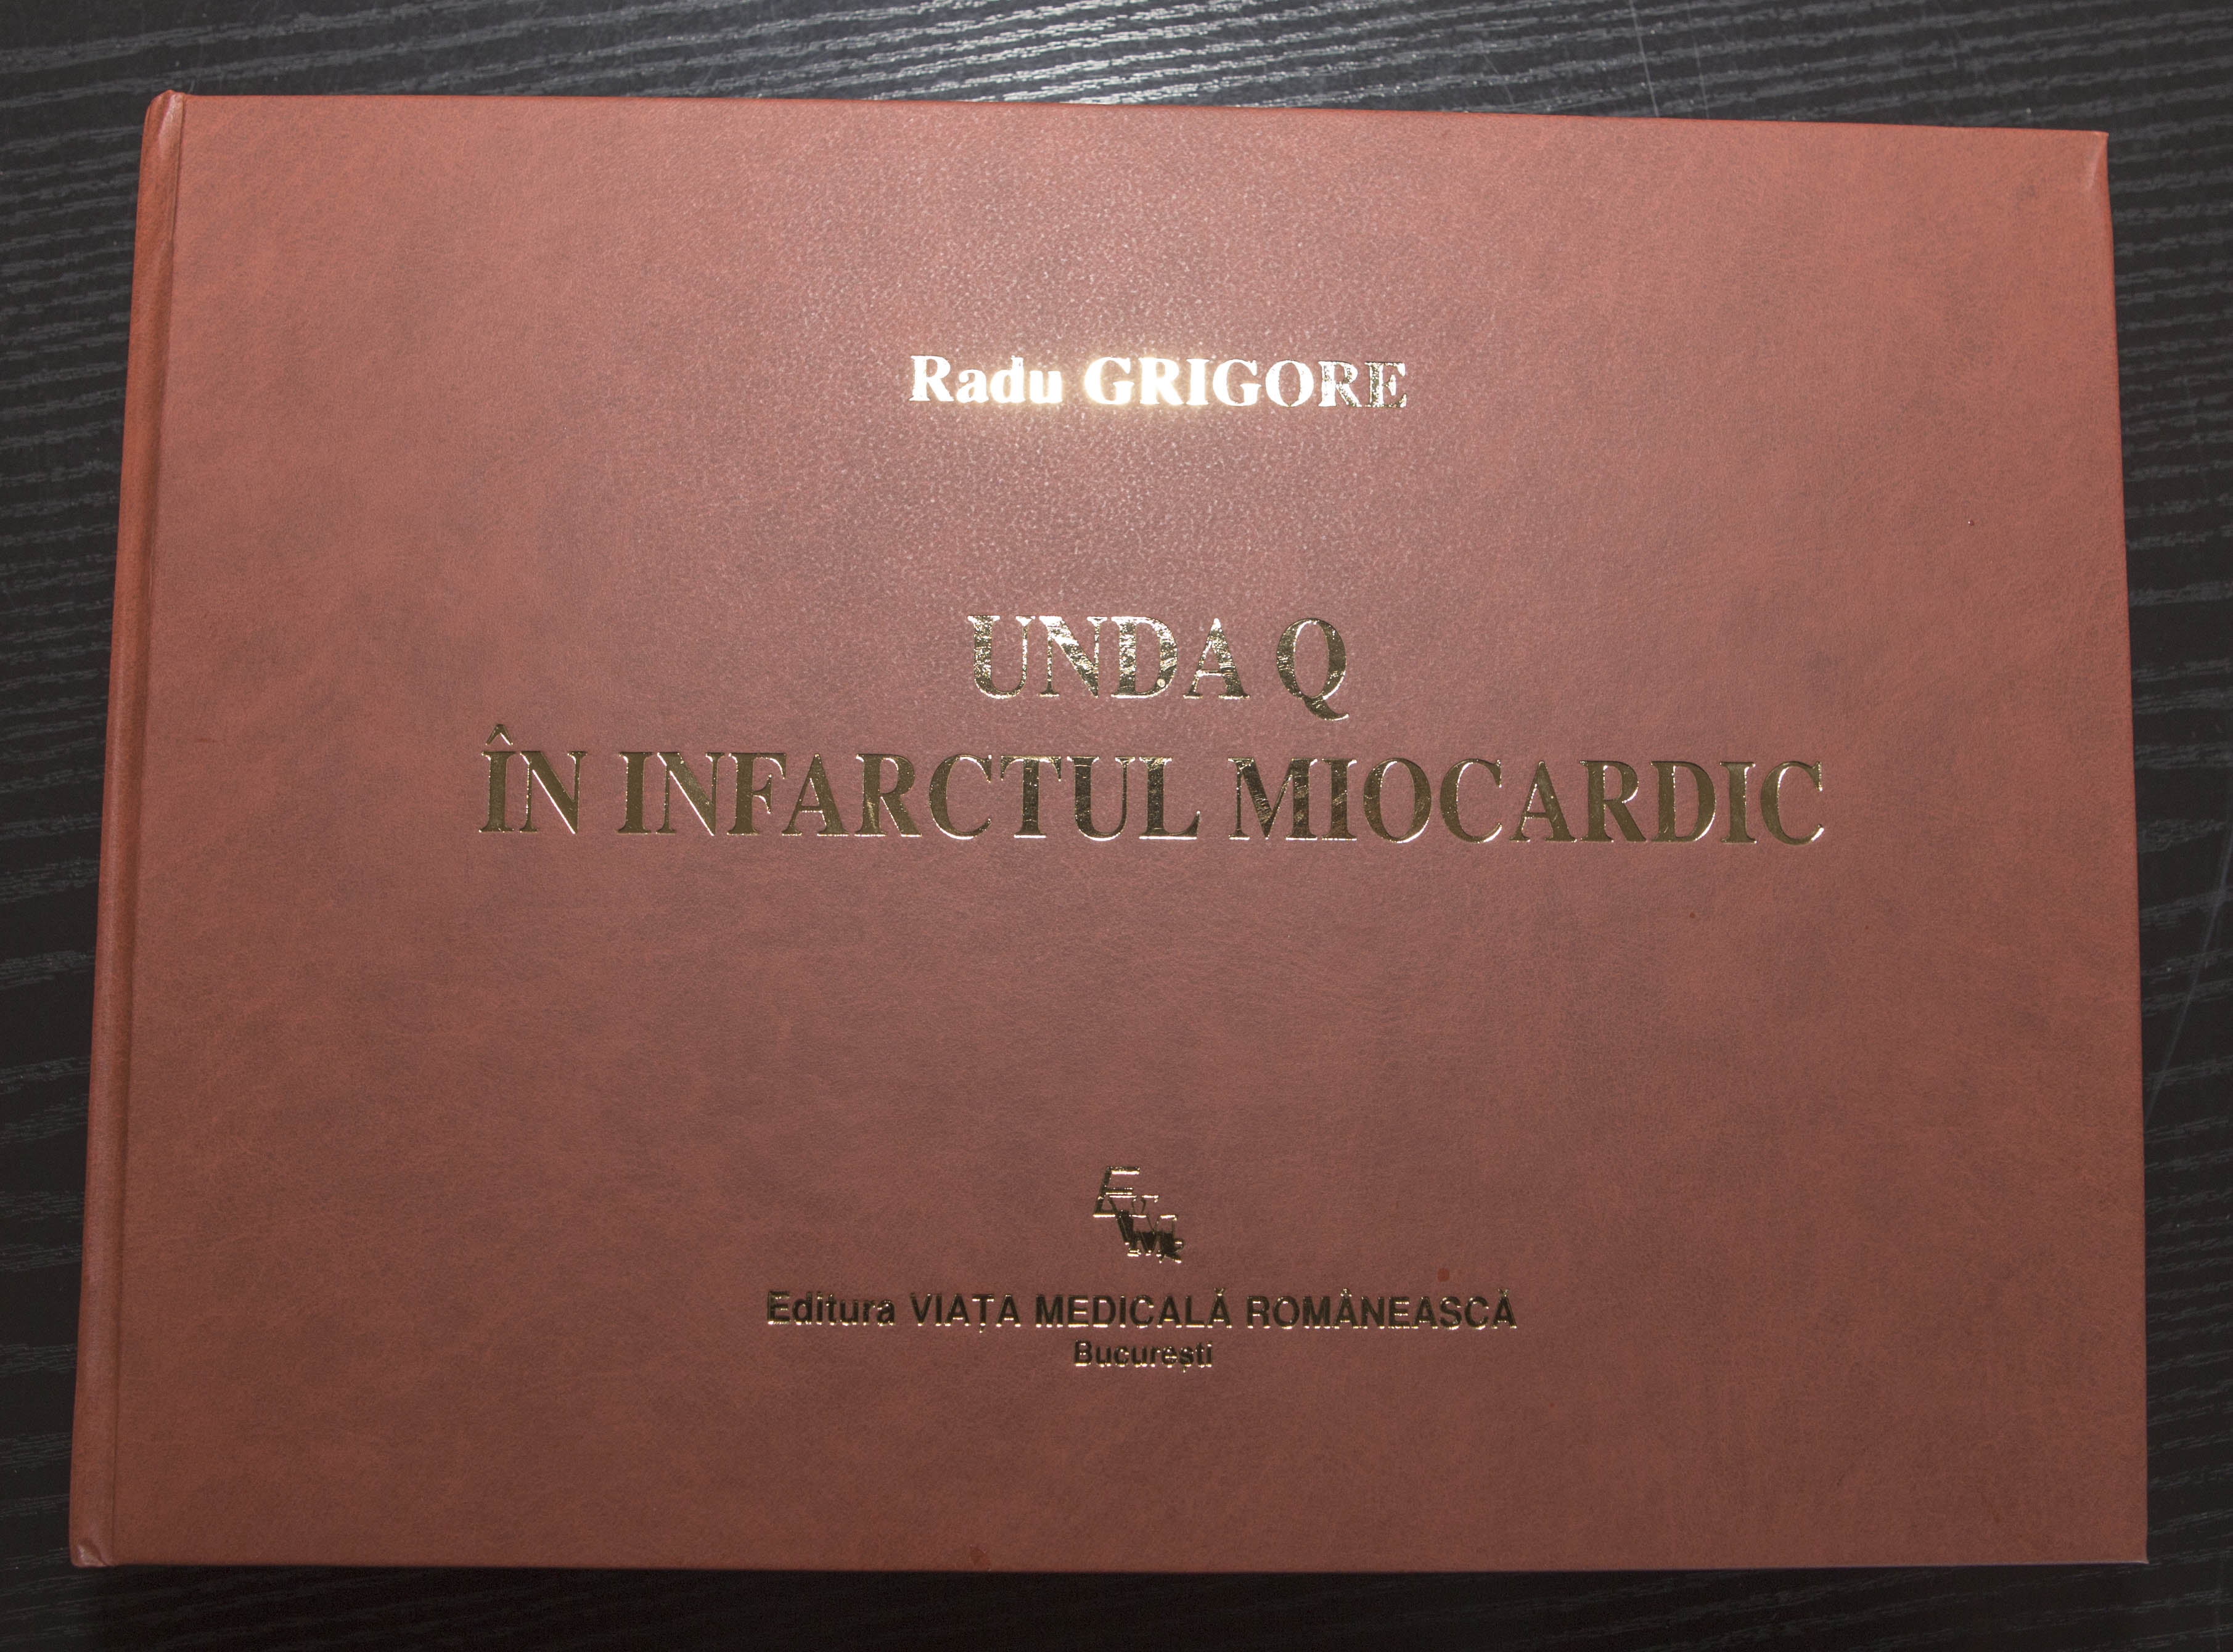 Radu GRIGORE
UNDA Q
ÎN INFARCTUL MIOCARDIC
Editura VIAȚA MEDICALĂ ROMÂNEASCĂ
București